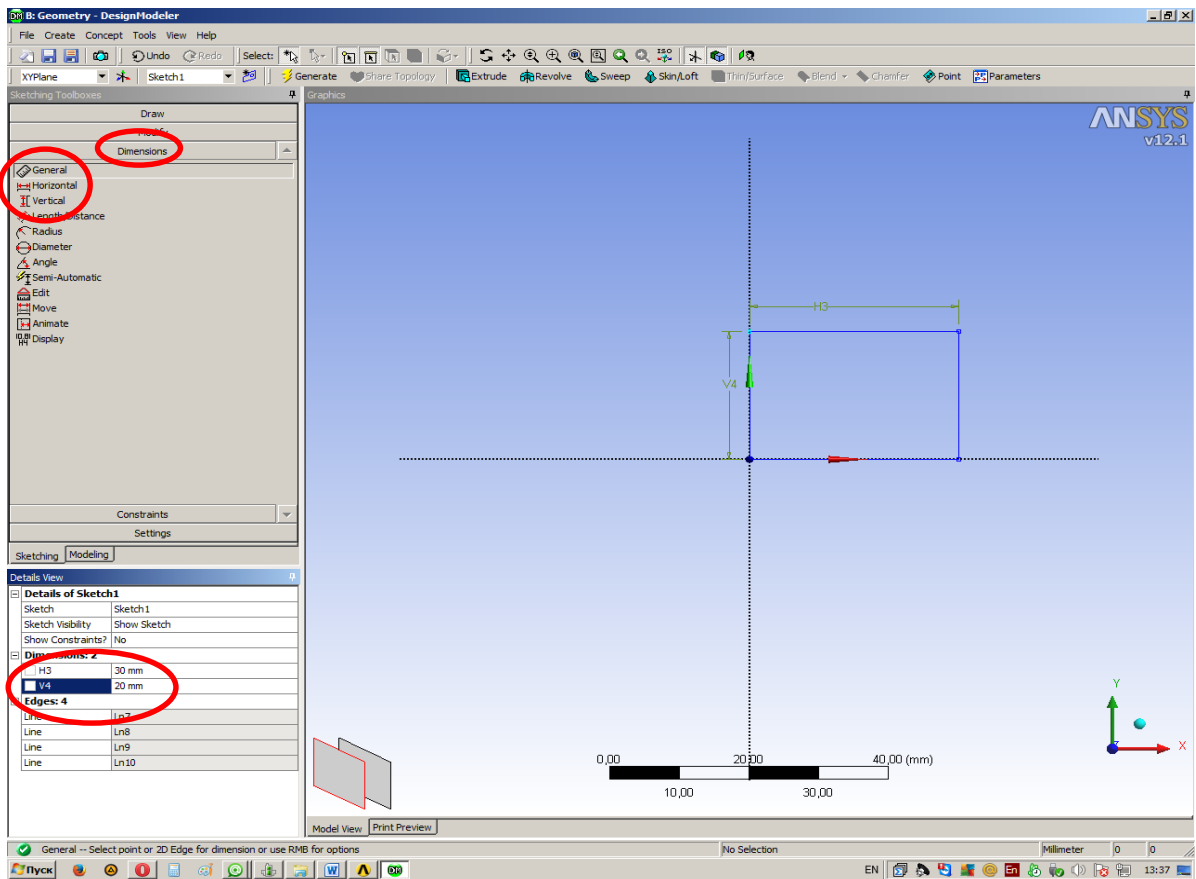 B: Geometry - DesignModeler
File Create Concept Tools View Help
Undo Redo Select:
XYPlane Sketch1 Generate Share Topology Extrude Revolve Sweep Skin/Loft Thin/Surface Blend Chamfer Point Parameters
Sketching Toolboxes
Draw
Modify
Dimensions
General
Horizontal
Vertical
Length/Distance
Radius
Diameter
Angle
Semi-Automatic
Edit
Move
Animate
Display
Constraints
Settings
Sketching Modeling
Details View
Details of Sketch1
Sketch Sketch1
Sketch Visibility Show Sketch
Show Constraints? No
Dimensions: 2
H3 30 mm
V4 20 mm
Edges: 4
Line Ln7
Line Ln8
Line Ln9
Line Ln10
Graphics
ANSYS
v12.1
H3
V4
Y
X
0,00 20,00 40,00 (mm)
10,00 30,00
Model View Print Preview
General -- Select point or 2D Edge for dimension or use RMB for options No Selection Millimeter 0 0
Пуск EN 13:37